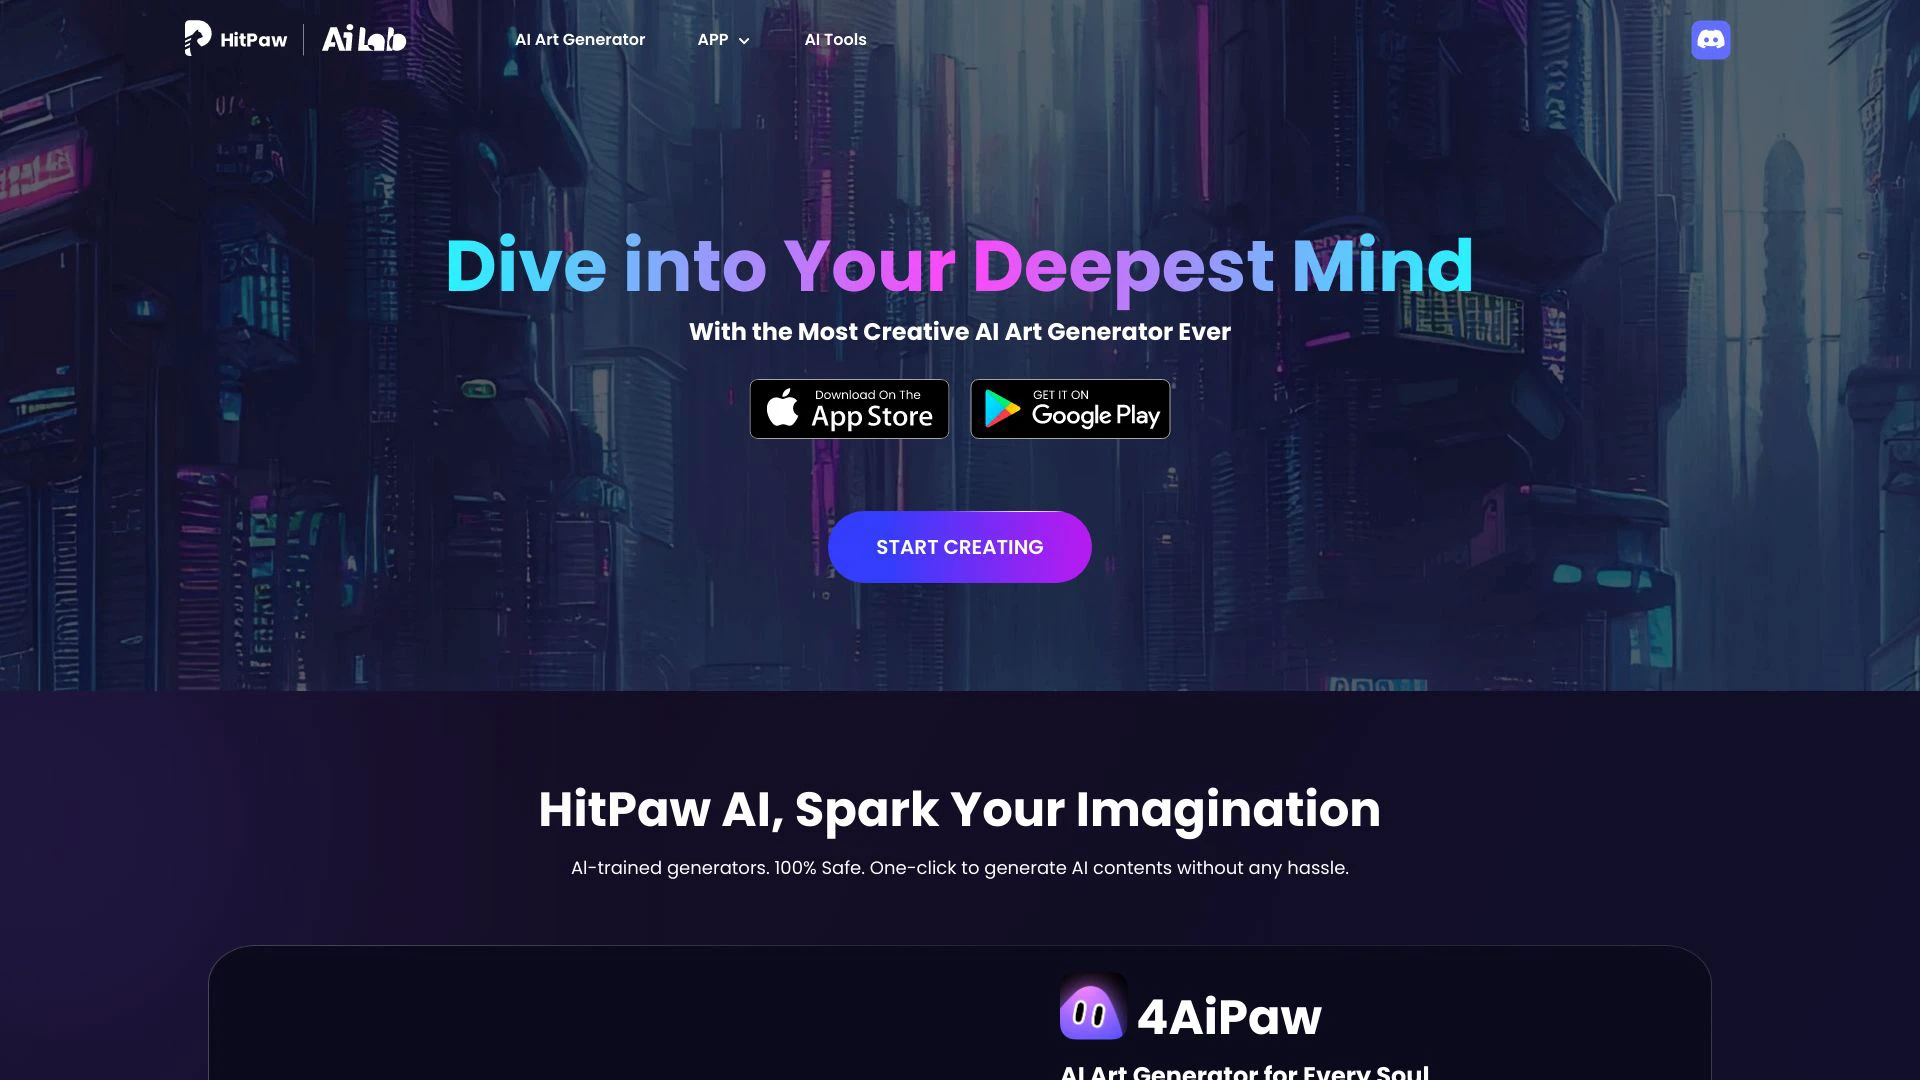 HitPaw Ai Lab AI Art Generator APP AI Tools
Dive into Your Deepest Mind
With the Most Creative AI Art Generator Ever
Download On The
App Store
GET IT ON
Google Play
START CREATING
HitPaw AI, Spark Your Imagination
AI-trained generators. 100% Safe. One-click to generate AI contents without any hassle.
4AiPaw
AI Art Generator for Every Soul